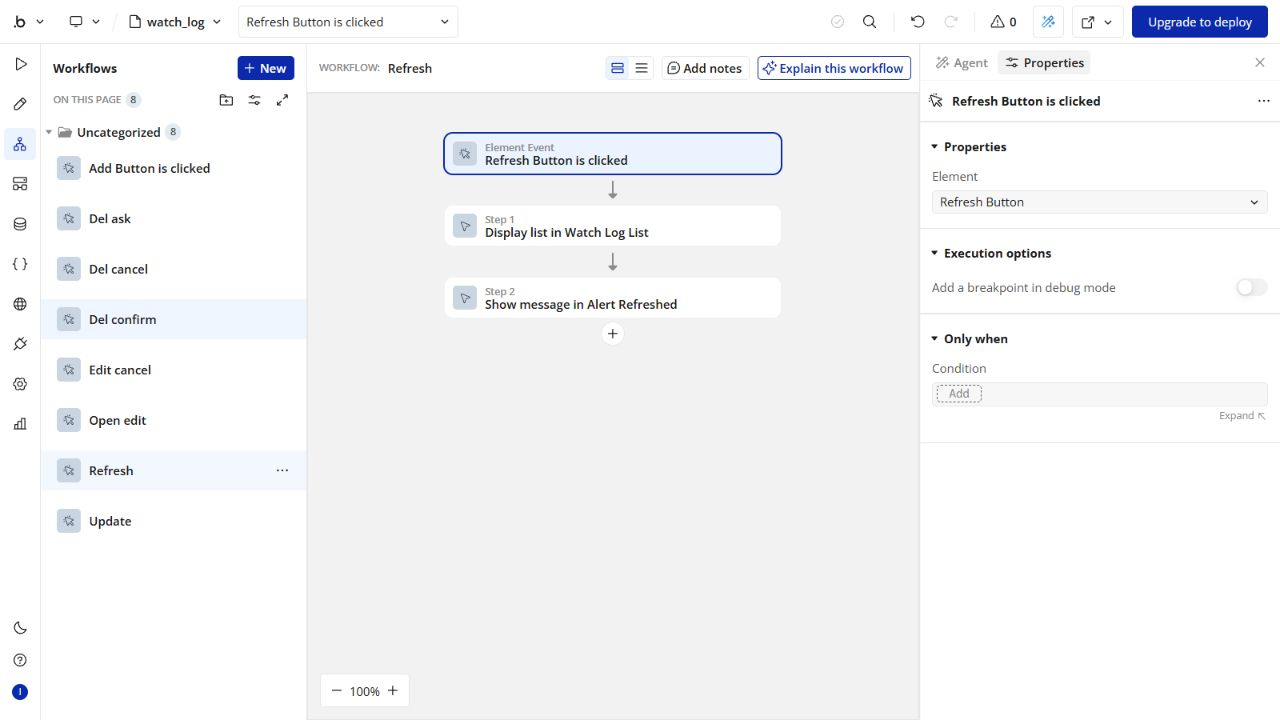 watch_log
Refresh Button is clicked
0
Upgrade to deploy
Workflows
+ New
ON THIS PAGE 8
Uncategorized 8
Add Button is clicked
Del ask
Del cancel
Del confirm
Edit cancel
Open edit
Refresh
Update
WORKFLOW: Refresh
Add notes
Explain this workflow
Element Event
Refresh Button is clicked
Step 1
Display list in Watch Log List
Step 2
Show message in Alert Refreshed
100%
Agent
Properties
Refresh Button is clicked
Properties
Element
Refresh Button
Execution options
Add a breakpoint in debug mode
Only when
Condition
Add
Expand
I